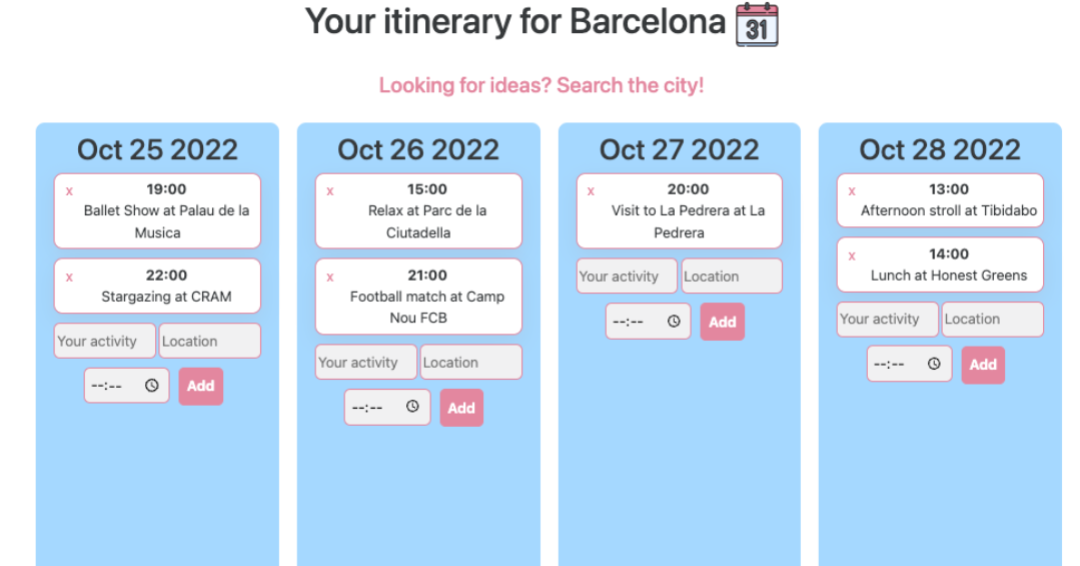 Your itinerary for Barcelona
31
Looking for ideas? Search the city!
Oct 25 2022
x 19:00
Ballet Show at Palau de la
Musica
x 22:00
Stargazing at CRAM
Your activity Location
--:-- Add
Oct 26 2022
x 15:00
Relax at Parc de la
Ciutadella
x 21:00
Football match at Camp
Nou FCB
Your activity Location
--:-- Add
Oct 27 2022
x 20:00
Visit to La Pedrera at La
Pedrera
Your activity Location
--:-- Add
Oct 28 2022
x 13:00
Afternoon stroll at Tibidabo
x 14:00
Lunch at Honest Greens
Your activity Location
--:-- Add